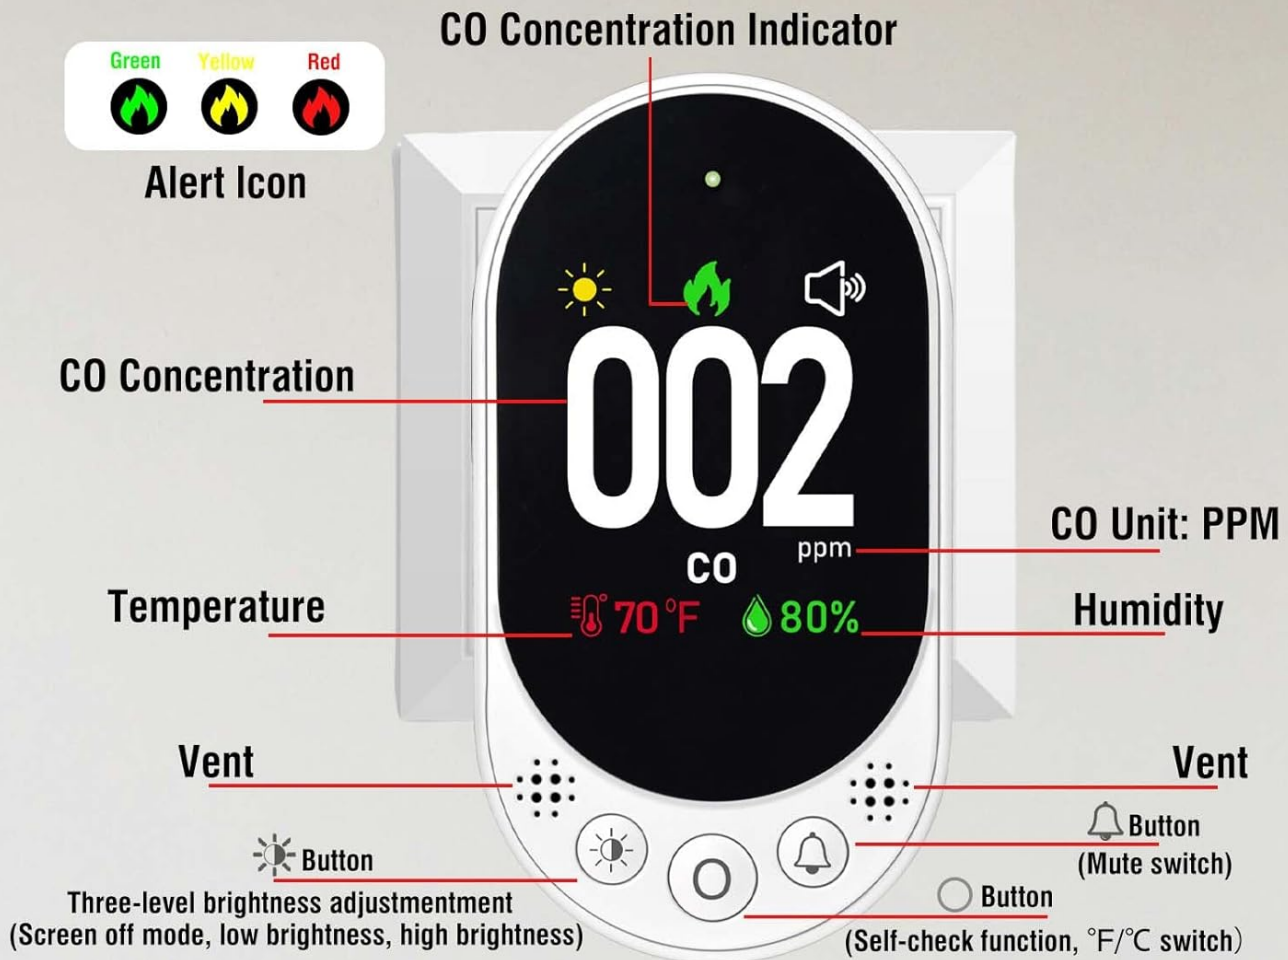 CO Concentration Indicator
Green Yellow Red
Alert Icon
CO Concentration
002
ppm
CO
CO Unit: PPM
Temperature
70°F
80%
Humidity
Vent
Vent
Button
Three-level brightness adjustmentment
(Screen off mode, low brightness, high brightness)
Button
(Mute switch)
Button
(Self-check function, °F/°C switch)